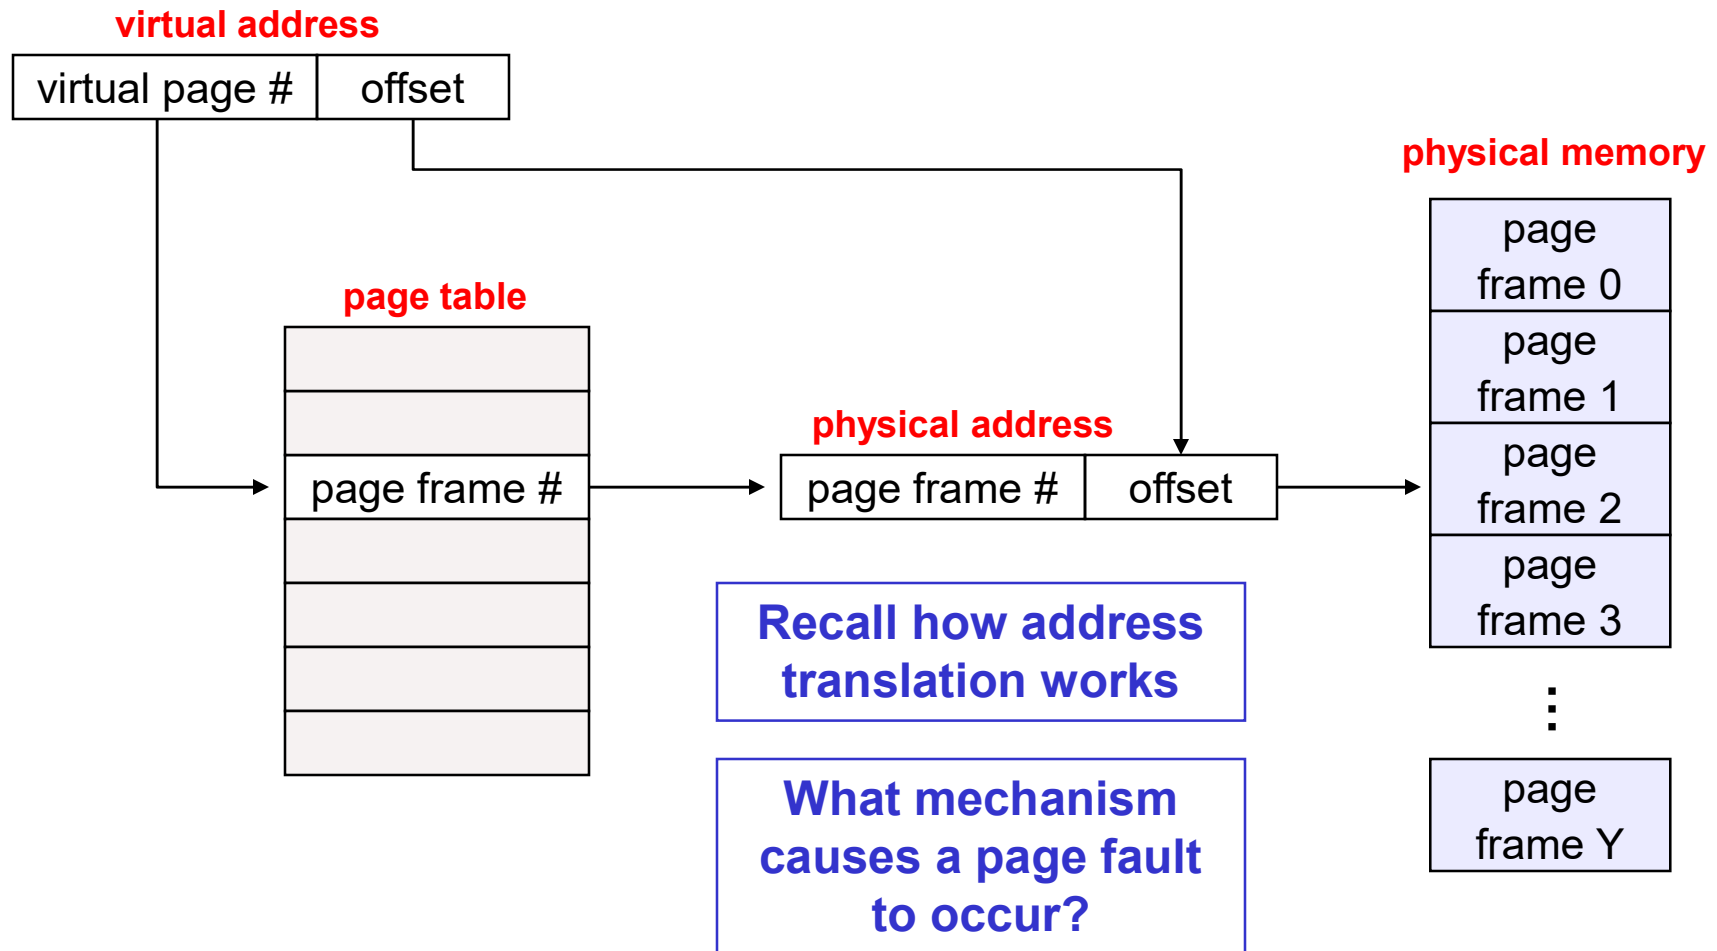 virtual address
virtual page #
offset
physical memory
page
frame 0
page
frame 1
page
frame 2
page
frame 3
⋮
page
frame Y
page table
page frame #
physical address
page frame #
offset
Recall how address
translation works
What mechanism
causes a page fault
to occur?